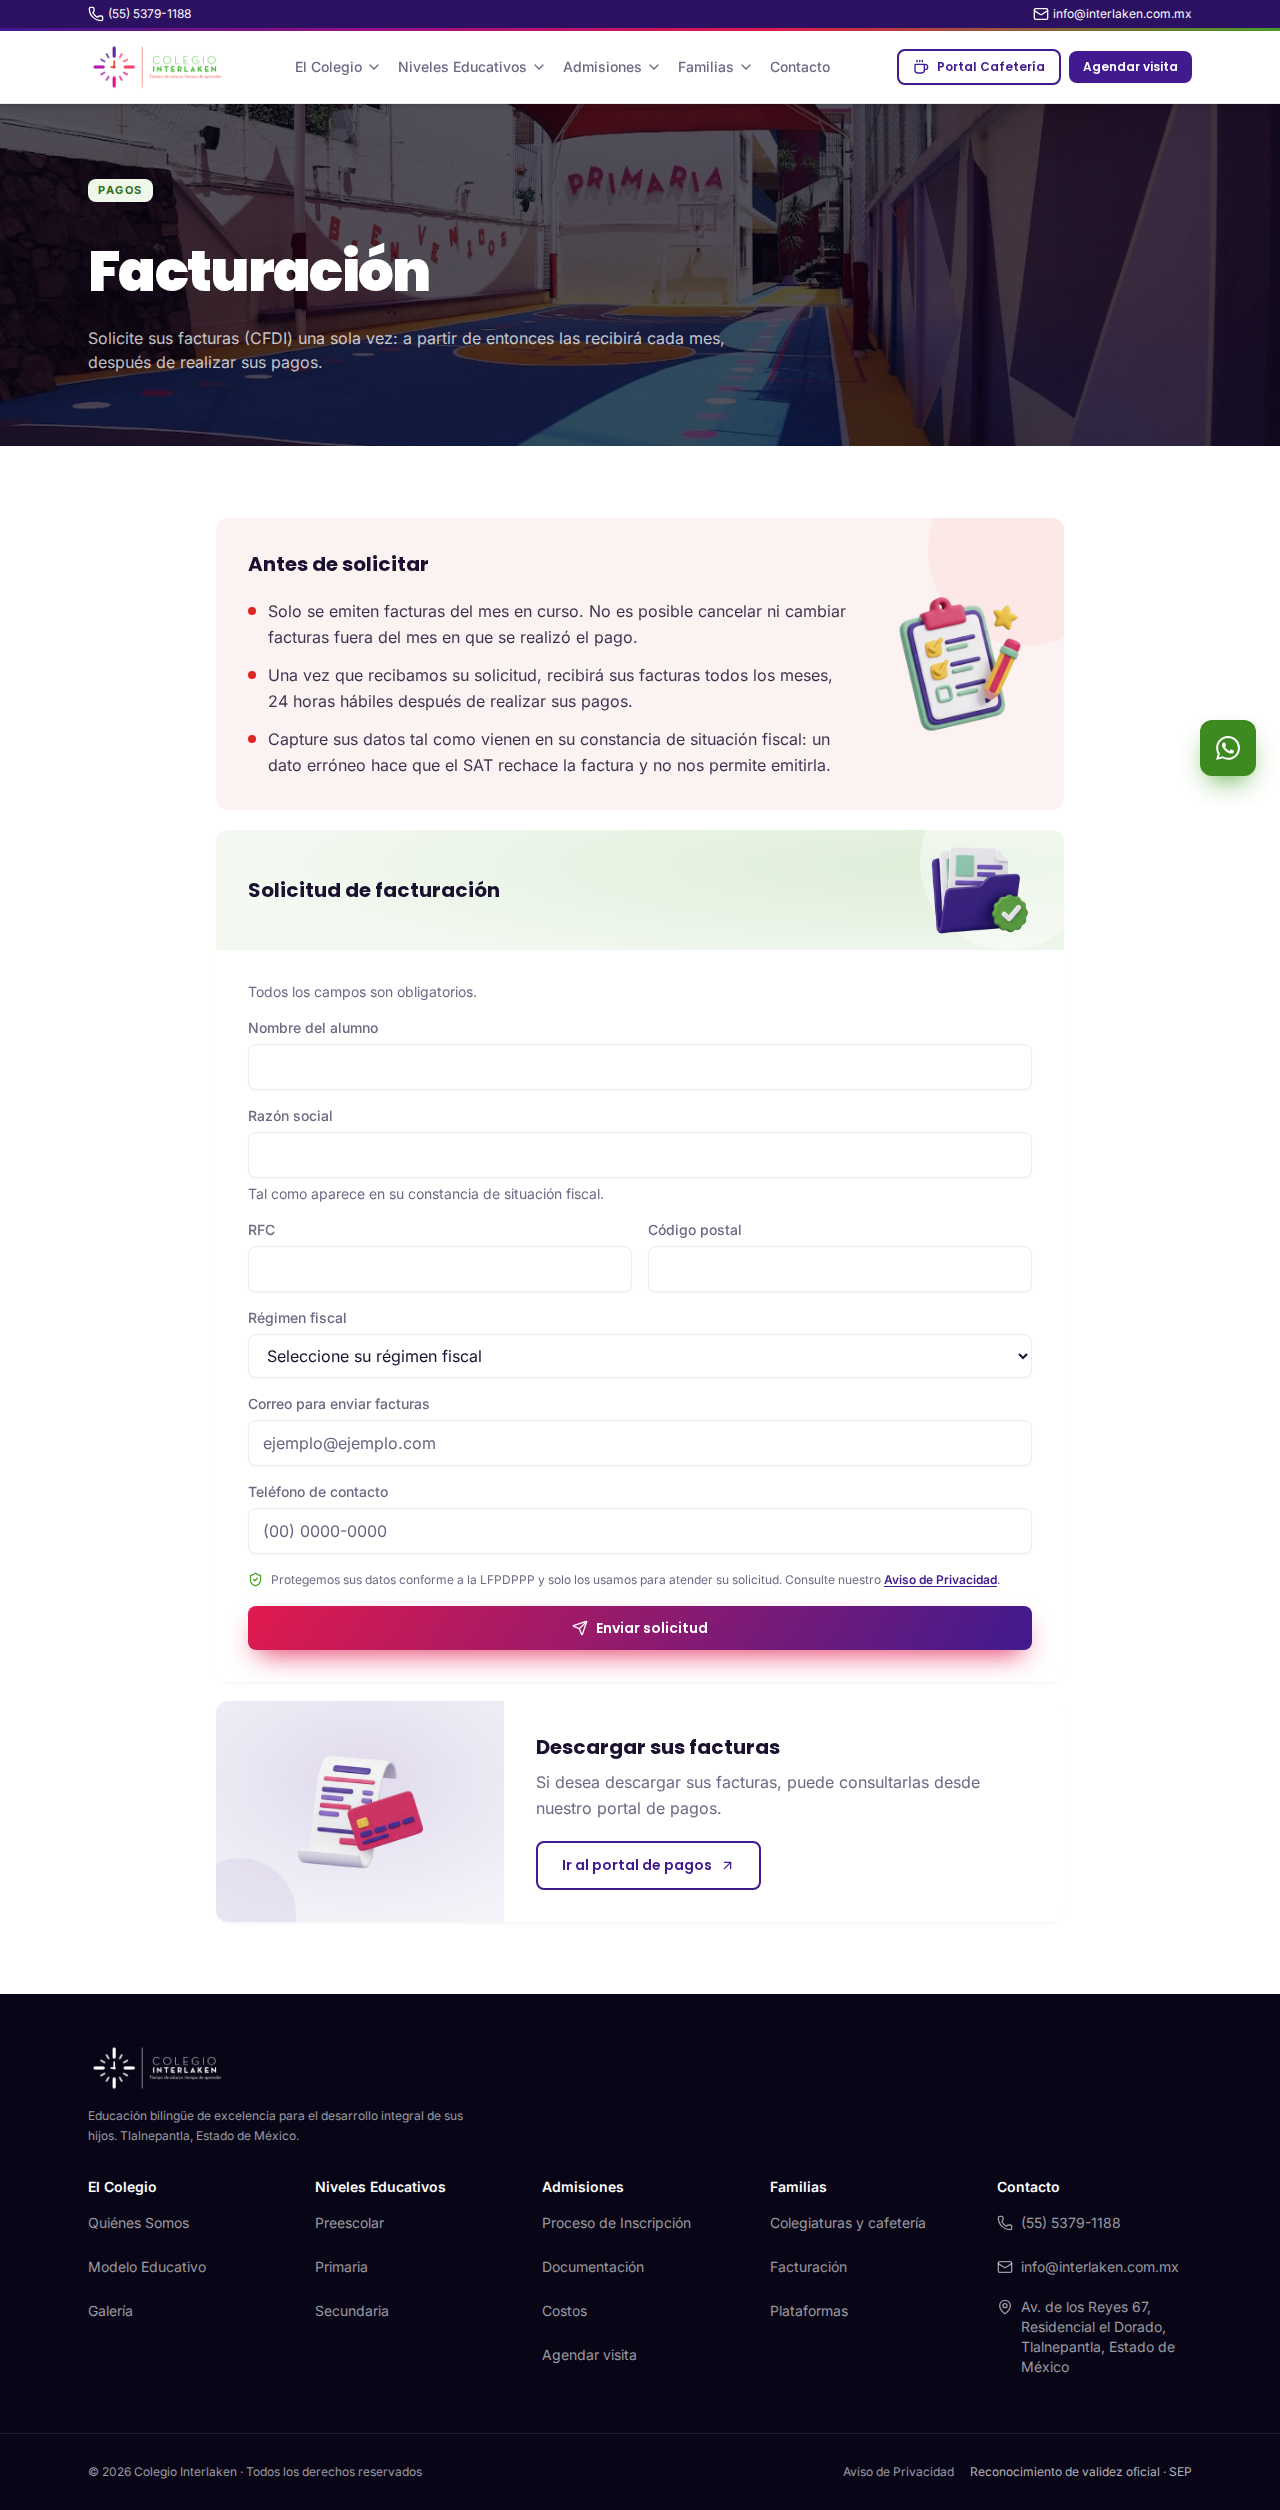 (55) 5379-1188
info@interlaken.com.mx
COLEGIO
INTERLAKEN
Tiempo de educar, tiempo de aprender
El Colegio
Niveles Educativos
Admisiones
Familias
Contacto
Portal Cafetería
Agendar visita
PRIMARIA
BIENVENIDOS
PAGOS
Facturación
Solicite sus facturas (CFDI) una sola vez: a partir de entonces las recibirá cada mes,
después de realizar sus pagos.
Antes de solicitar
Solo se emiten facturas del mes en curso. No es posible cancelar ni cambiar
facturas fuera del mes en que se realizó el pago.
Una vez que recibamos su solicitud, recibirá sus facturas todos los meses,
24 horas hábiles después de realizar sus pagos.
Capture sus datos tal como vienen en su constancia de situación fiscal: un
dato erróneo hace que el SAT rechace la factura y no nos permite emitirla.
Solicitud de facturación
Todos los campos son obligatorios.
Nombre del alumno
Razón social
Tal como aparece en su constancia de situación fiscal.
RFC
Código postal
Régimen fiscal
Seleccione su régimen fiscal
Correo para enviar facturas
ejemplo@ejemplo.com
Teléfono de contacto
(00) 0000-0000
Protegemos sus datos conforme a la LFPDPPP y solo los usamos para atender su solicitud. Consulte nuestro Aviso de Privacidad.
Enviar solicitud
Descargar sus facturas
Si desea descargar sus facturas, puede consultarlas desde
nuestro portal de pagos.
Ir al portal de pagos
COLEGIO
INTERLAKEN
Tiempo de educar, tiempo de aprender
Educación bilingüe de excelencia para el desarrollo integral de sus
hijos. Tlalnepantla, Estado de México.
El Colegio
Quiénes Somos
Modelo Educativo
Galería
Niveles Educativos
Preescolar
Primaria
Secundaria
Admisiones
Proceso de Inscripción
Documentación
Costos
Agendar visita
Familias
Colegiaturas y cafetería
Facturación
Plataformas
Contacto
(55) 5379-1188
info@interlaken.com.mx
Av. de los Reyes 67,
Residencial el Dorado,
Tlalnepantla, Estado de
México
© 2026 Colegio Interlaken · Todos los derechos reservados
Aviso de Privacidad
Reconocimiento de validez oficial · SEP